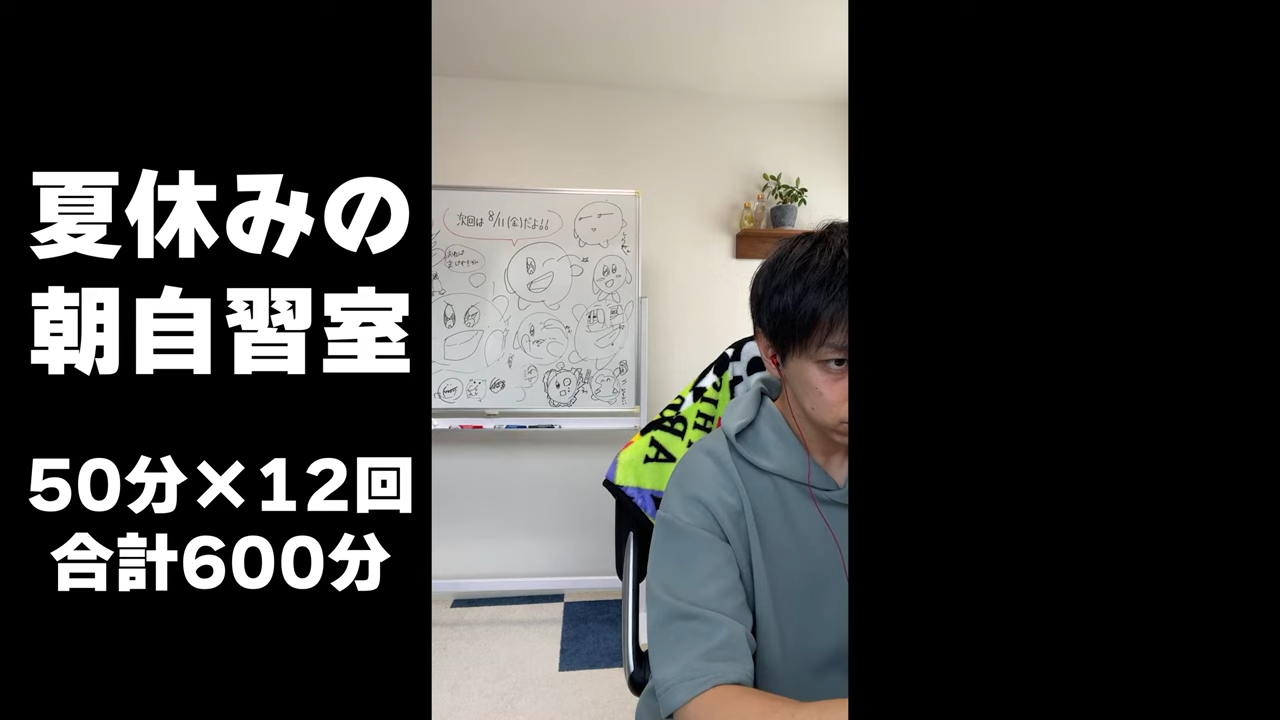 夏休みの
朝自習室
50分×12回
合計600分
次回は 8/11(金)だよ!!